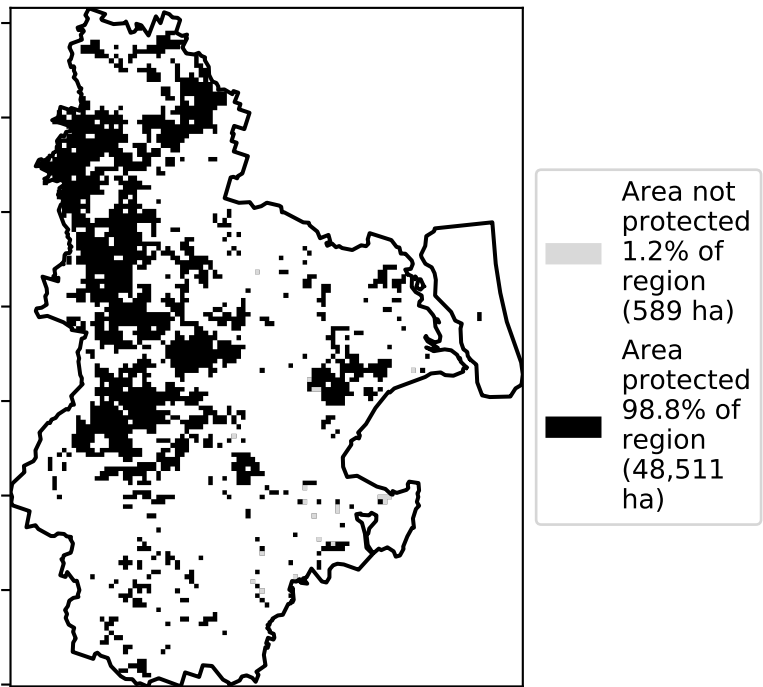 Area not
protected
1.2% of
region
(589 ha)
Area
protected
98.8% of
region
(48,511
ha)